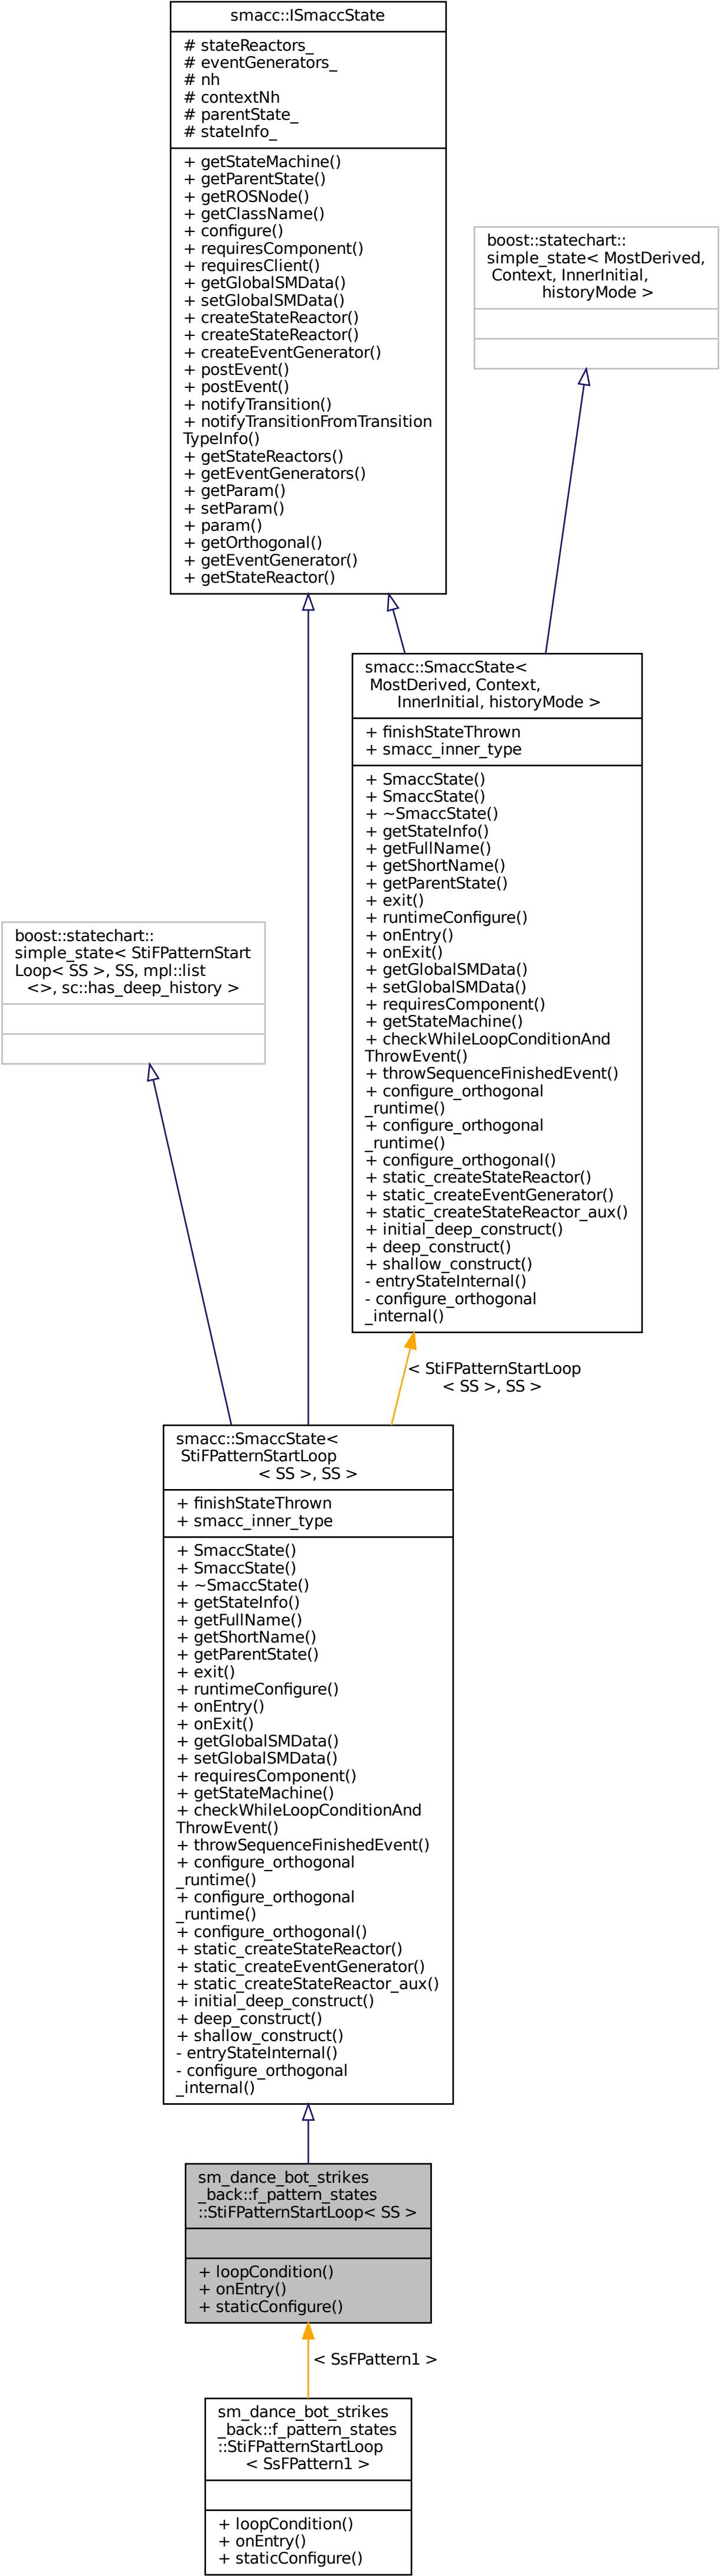 smacc::ISmaccState
# stateReactors_
# eventGenerators_
# nh
# contextNh
# parentState_
# stateInfo_
+ getStateMachine()
+ getParentState()
+ getROSNode()
+ getClassName()
+ configure()
+ requiresComponent()
+ requiresClient()
+ getGlobalSMData()
+ setGlobalSMData()
+ createStateReactor()
+ createStateReactor()
+ createEventGenerator()
+ postEvent()
+ postEvent()
+ notifyTransition()
+ notifyTransitionFromTransition
TypeInfo()
+ getStateReactors()
+ getEventGenerators()
+ getParam()
+ setParam()
+ param()
+ getOrthogonal()
+ getEventGenerator()
+ getStateReactor()
boost::statechart::
simple_state< MostDerived,
Context, InnerInitial,
historyMode >
smacc::SmaccState<
MostDerived, Context,
InnerInitial, historyMode >
+ finishStateThrown
+ smacc_inner_type
+ SmaccState()
+ SmaccState()
+ ~SmaccState()
+ getStateInfo()
+ getFullName()
+ getShortName()
+ getParentState()
+ exit()
+ runtimeConfigure()
+ onEntry()
+ onExit()
+ getGlobalSMData()
+ setGlobalSMData()
+ requiresComponent()
+ getStateMachine()
+ checkWhileLoopConditionAnd
ThrowEvent()
+ throwSequenceFinishedEvent()
+ configure_orthogonal
_runtime()
+ configure_orthogonal
_runtime()
+ configure_orthogonal()
+ static_createStateReactor()
+ static_createEventGenerator()
+ static_createStateReactor_aux()
+ initial_deep_construct()
+ deep_construct()
+ shallow_construct()
- entryStateInternal()
- configure_orthogonal
_internal()
boost::statechart::
simple_state< StiFPatternStart
Loop< SS >, SS, mpl::list
<>, sc::has_deep_history >
< StiFPatternStartLoop
< SS >, SS >
smacc::SmaccState<
StiFPatternStartLoop
< SS >, SS >
+ finishStateThrown
+ smacc_inner_type
+ SmaccState()
+ SmaccState()
+ ~SmaccState()
+ getStateInfo()
+ getFullName()
+ getShortName()
+ getParentState()
+ exit()
+ runtimeConfigure()
+ onEntry()
+ onExit()
+ getGlobalSMData()
+ setGlobalSMData()
+ requiresComponent()
+ getStateMachine()
+ checkWhileLoopConditionAnd
ThrowEvent()
+ throwSequenceFinishedEvent()
+ configure_orthogonal
_runtime()
+ configure_orthogonal
_runtime()
+ configure_orthogonal()
+ static_createStateReactor()
+ static_createEventGenerator()
+ static_createStateReactor_aux()
+ initial_deep_construct()
+ deep_construct()
+ shallow_construct()
- entryStateInternal()
- configure_orthogonal
_internal()
sm_dance_bot_strikes
_back::f_pattern_states
::StiFPatternStartLoop< SS >
+ loopCondition()
+ onEntry()
+ staticConfigure()
< SsFPattern1 >
sm_dance_bot_strikes
_back::f_pattern_states
::StiFPatternStartLoop
< SsFPattern1 >
+ loopCondition()
+ onEntry()
+ staticConfigure()